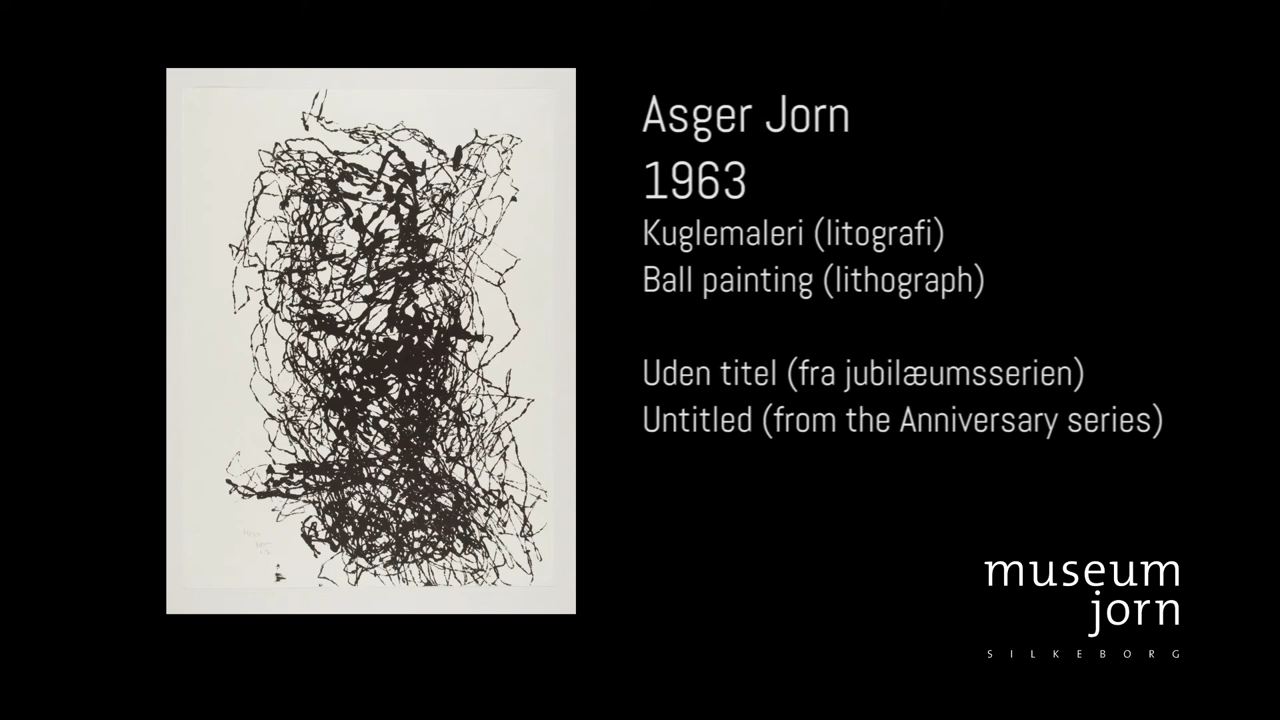 Asger Jorn
1963
Kuglemaleri (litografi)
Ball painting (lithograph)
Uden titel (fra jubilæumsserien)
Untitled (from the Anniversary series)
museum
jorn
SILKEBORG